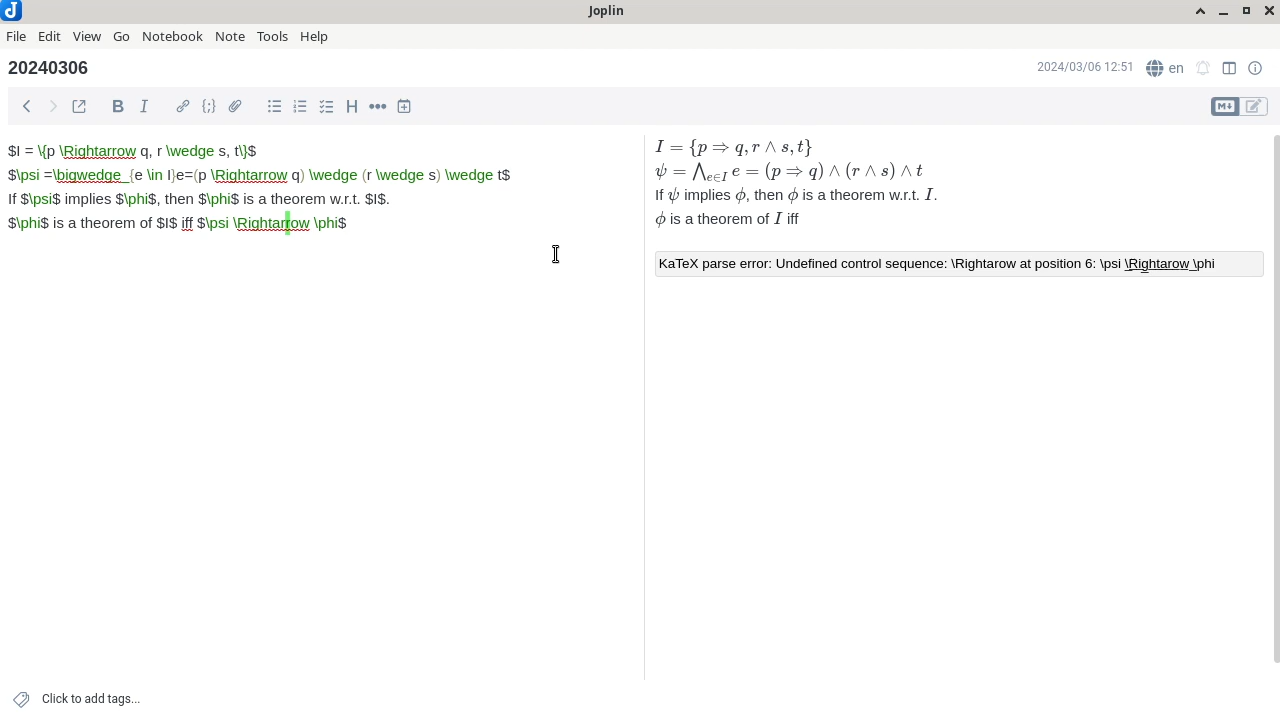 Joplin
File Edit View Go Notebook Note Tools Help
20240306
2024/03/06 12:51
en
$I = \{p \Rightarrow q, r \wedge s, t\}$
$\psi =\bigwedge_{e \in I}e=(p \Rightarrow q) \wedge (r \wedge s) \wedge t$
If $\psi$ implies $\phi$, then $\phi$ is a theorem w.r.t. $I$.
$\phi$ is a theorem of $I$ iff $\psi \Rightarrow \phi$
I = {p ⇒ q, r ∧ s, t}
ψ = ⋀e∈I e = (p ⇒ q) ∧ (r ∧ s) ∧ t
If ψ implies ϕ, then ϕ is a theorem w.r.t. I.
ϕ is a theorem of I iff
KaTeX parse error: Undefined control sequence: \Rightarow at position 6: \psi \Rightarow \phi
Click to add tags...